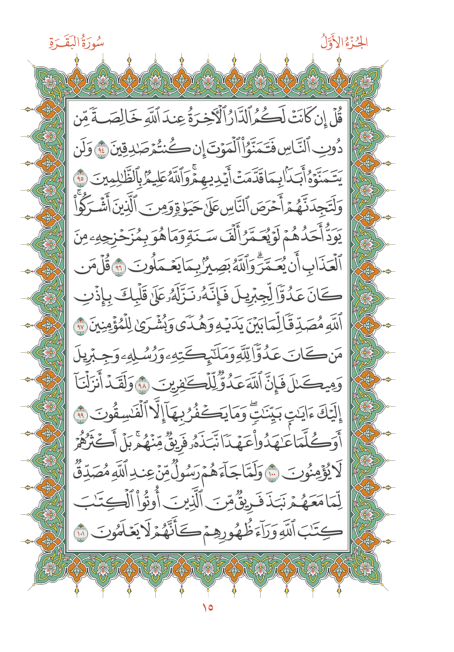 الجُزْءُ الأَوَّلُ
سُورَةُ البَقَرَةِ
قُلْ إِن كَانَتْ لَكُمُ ٱلدَّارُ ٱلْأَخِرَةُ عِندَ ٱللَّهِ خَالِصَةً مِّن
دُونِ ٱلنَّاسِ فَتَمَنَّوُا۟ ٱلْمَوْتَ إِن كُنتُمْ صَـٰدِقِينَ ٩٤ وَلَن
يَتَمَنَّوْهُ أَبَدًۢا بِمَا قَدَّمَتْ أَيْدِيهِمْ ۗ وَٱللَّهُ عَلِيمٌۢ بِٱلظَّـٰلِمِينَ ٩٥
وَلَتَجِدَنَّهُمْ أَحْرَصَ ٱلنَّاسِ عَلَىٰ حَيَوٰةٍ وَمِنَ ٱلَّذِينَ أَشْرَكُوا۟ ۚ
يَوَدُّ أَحَدُهُمْ لَوْ يُعَمَّرُ أَلْفَ سَنَةٍ وَمَا هُوَ بِمُزَحْزِحِهِۦ مِنَ
ٱلْعَذَابِ أَن يُعَمَّرَ ۗ وَٱللَّهُ بَصِيرٌۢ بِمَا يَعْمَلُونَ ٩٦ قُلْ مَن
كَانَ عَدُوًّا لِّجِبْرِيلَ فَإِنَّهُۥ نَزَّلَهُۥ عَلَىٰ قَلْبِكَ بِإِذْنِ
ٱللَّهِ مُصَدِّقًا لِّمَا بَيْنَ يَدَيْهِ وَهُدًى وَبُشْرَىٰ لِلْمُؤْمِنِينَ ٩٧
مَن كَانَ عَدُوًّا لِّلَّهِ وَمَلَـٰٓئِكَتِهِۦ وَرُسُلِهِۦ وَجِبْرِيلَ
وَمِيكَىٰلَ فَإِنَّ ٱللَّهَ عَدُوٌّ لِّلْكَـٰفِرِينَ ٩٨ وَلَقَدْ أَنزَلْنَآ
إِلَيْكَ ءَايَـٰتٍۭ بَيِّنَـٰتٍ ۖ وَمَا يَكْفُرُ بِهَآ إِلَّا ٱلْفَـٰسِقُونَ ٩٩
أَوَكُلَّمَا عَـٰهَدُوا۟ عَهْدًا نَّبَذَهُۥ فَرِيقٌ مِّنْهُم ۚ بَلْ أَكْثَرُهُمْ
لَا يُؤْمِنُونَ ١٠٠ وَلَمَّا جَآءَهُمْ رَسُولٌ مِّنْ عِندِ ٱللَّهِ مُصَدِّقٌ
لِّمَا مَعَهُمْ نَبَذَ فَرِيقٌ مِّنَ ٱلَّذِينَ أُوتُوا۟ ٱلْكِتَـٰبَ
كِتَـٰبَ ٱللَّهِ وَرَآءَ ظُهُورِهِمْ كَأَنَّهُمْ لَا يَعْلَمُونَ ١٠١
١٥